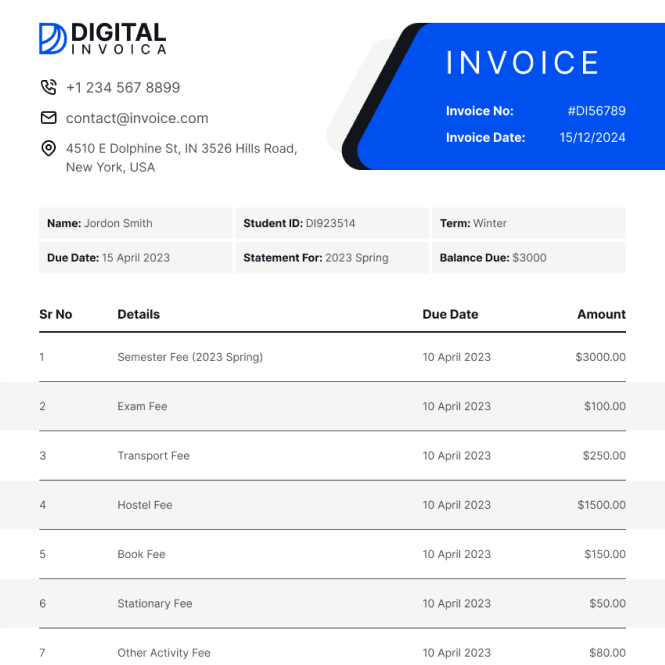 DIGITAL
INVOICA
+1 234 567 8899
contact@invoice.com
4510 E Dolphine St, IN 3526 Hills Road,
New York, USA
INVOICE
Invoice No: #DI56789
Invoice Date: 15/12/2024
Name: Jordon Smith Student ID: DI923514 Term: Winter
Due Date: 15 April 2023 Statement For: 2023 Spring Balance Due: $3000
Sr No Details Due Date Amount
1 Semester Fee (2023 Spring) 10 April 2023 $3000.00
2 Exam Fee 10 April 2023 $100.00
3 Transport Fee 10 April 2023 $250.00
4 Hostel Fee 10 April 2023 $1500.00
5 Book Fee 10 April 2023 $150.00
6 Stationary Fee 10 April 2023 $50.00
7 Other Activity Fee 10 April 2023 $80.00